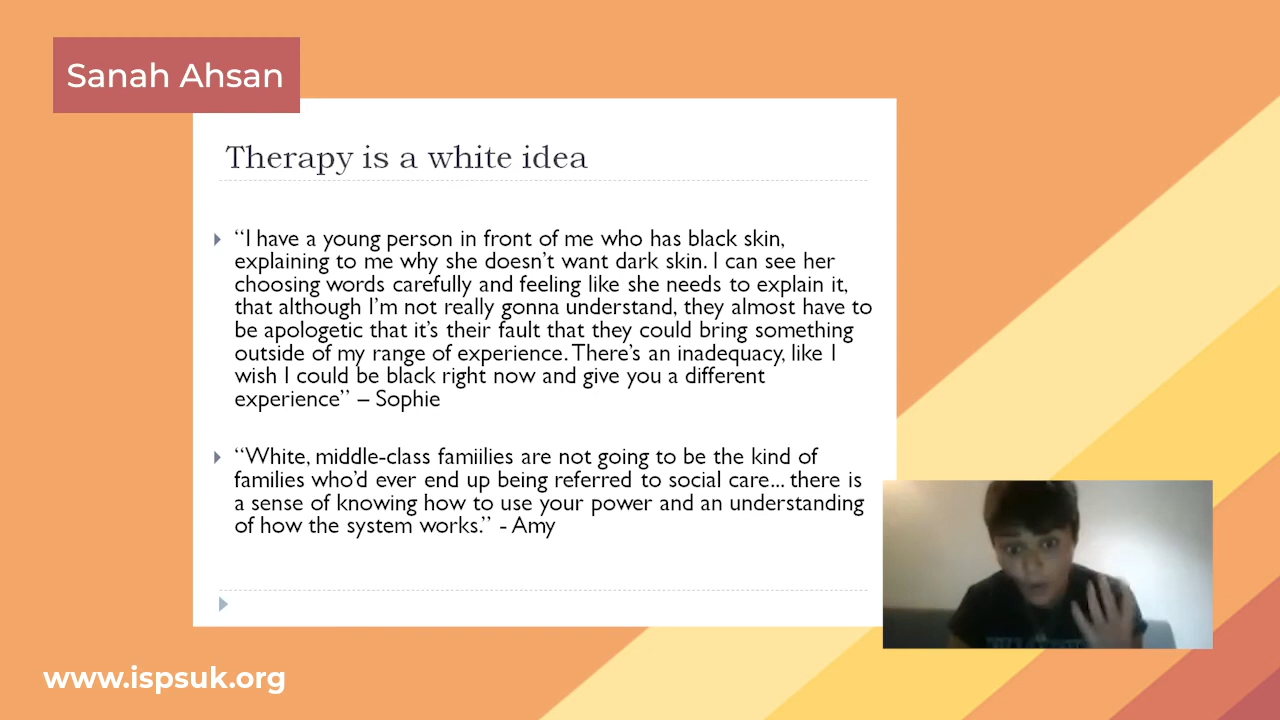 Sanah Ahsan
Therapy is a white idea
“I have a young person in front of me who has black skin,
explaining to me why she doesn’t want dark skin. I can see her
choosing words carefully and feeling like she needs to explain it,
that although I’m not really gonna understand, they almost have to
be apologetic that it’s their fault that they could bring something
outside of my range of experience. There’s an inadequacy, like I
wish I could be black right now and give you a different
experience” – Sophie
“White, middle-class famiilies are not going to be the kind of
families who’d ever end up being referred to social care... there is
a sense of knowing how to use your power and an understanding
of how the system works.” - Amy
www.ispsuk.org